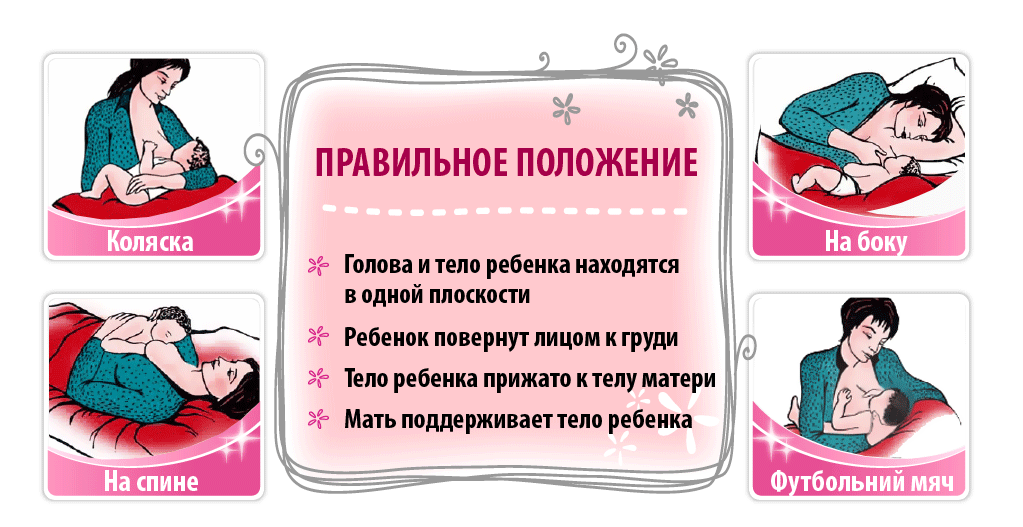 ПРАВИЛЬНОЕ ПОЛОЖЕНИЕ
Голова и тело ребенка находятся
в одной плоскости
Ребенок повернут лицом к груди
Тело ребенка прижато к телу матери
Мать поддерживает тело ребенка
Коляска
На боку
На спине
Футбольний мяч